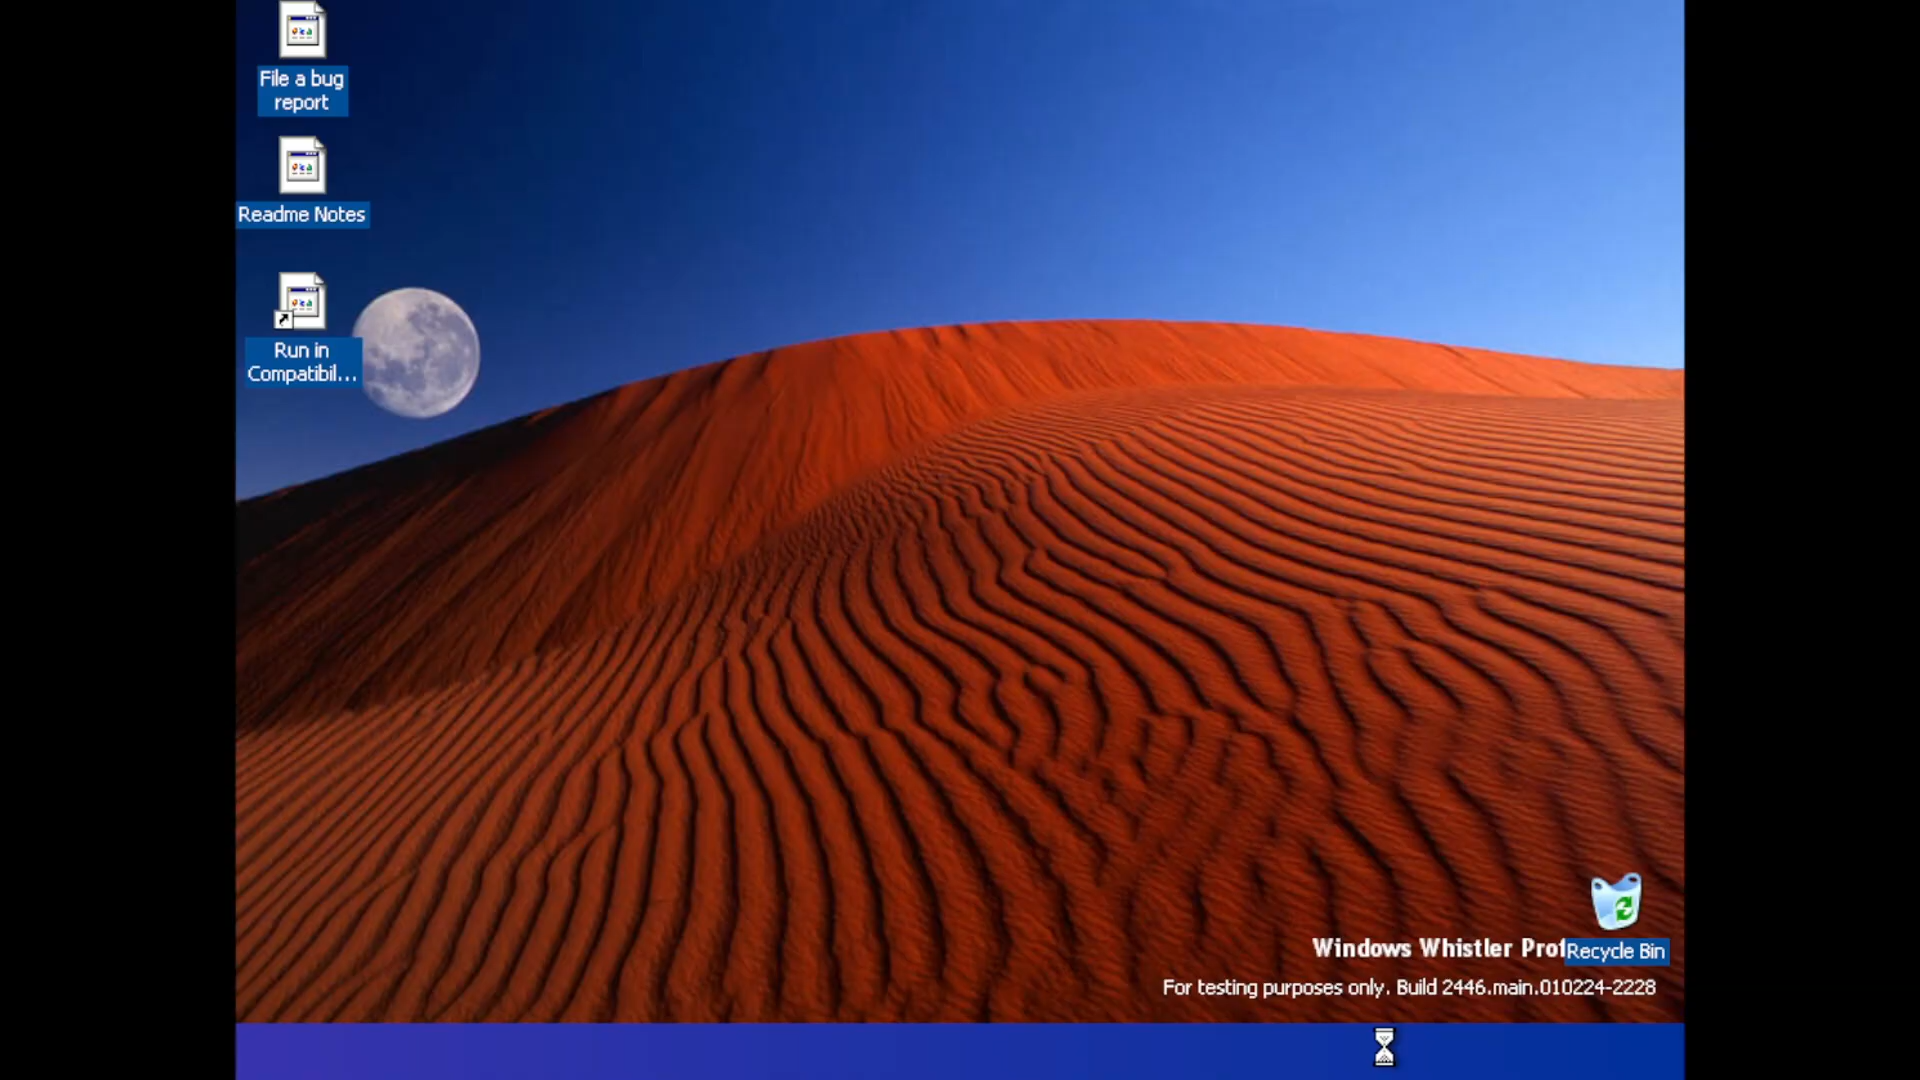 File a bug
report
Readme Notes
Run in
Compatibil...
Windows Whistler Prof
Recycle Bin
For testing purposes only. Build 2446.main.010224-2228